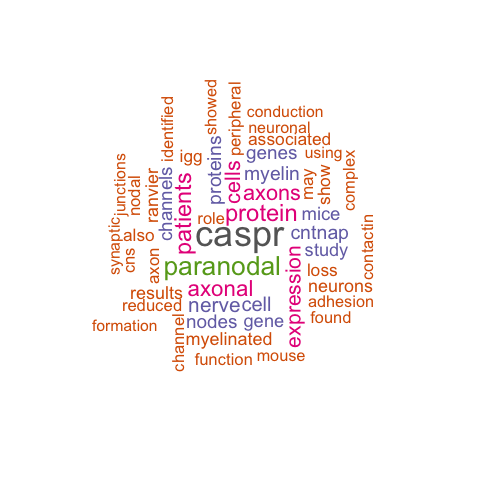 showed
identified
peripheral
conduction
neuronal
associated
proteins
igg
genes
using
junctions
nodal
ranvier
channels
patients
cells
myelin
axons
may
show
complex
role
protein
mice
synaptic
cns
also
caspr
cntnap
contactin
axon
paranodal
study
loss
results
axonal
expression
neurons
reduced
nerve
cell
adhesion
formation
nodes
gene
found
channel
myelinated
function
mouse